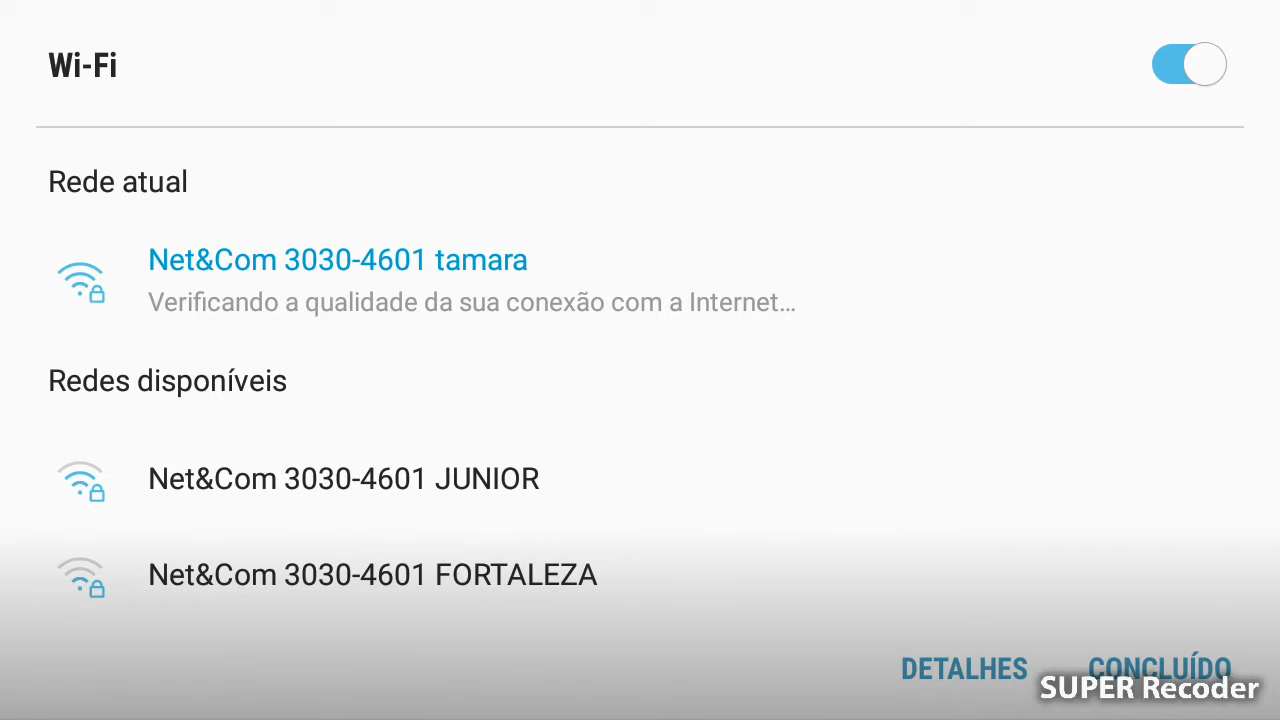 Wi-Fi
Rede atual
Net&Com 3030-4601 tamara
Verificando a qualidade da sua conexão com a Internet...
Redes disponíveis
Net&Com 3030-4601 JUNIOR
Net&Com 3030-4601 FORTALEZA
DETALHES CONCLUÍDO
SUPER Recoder